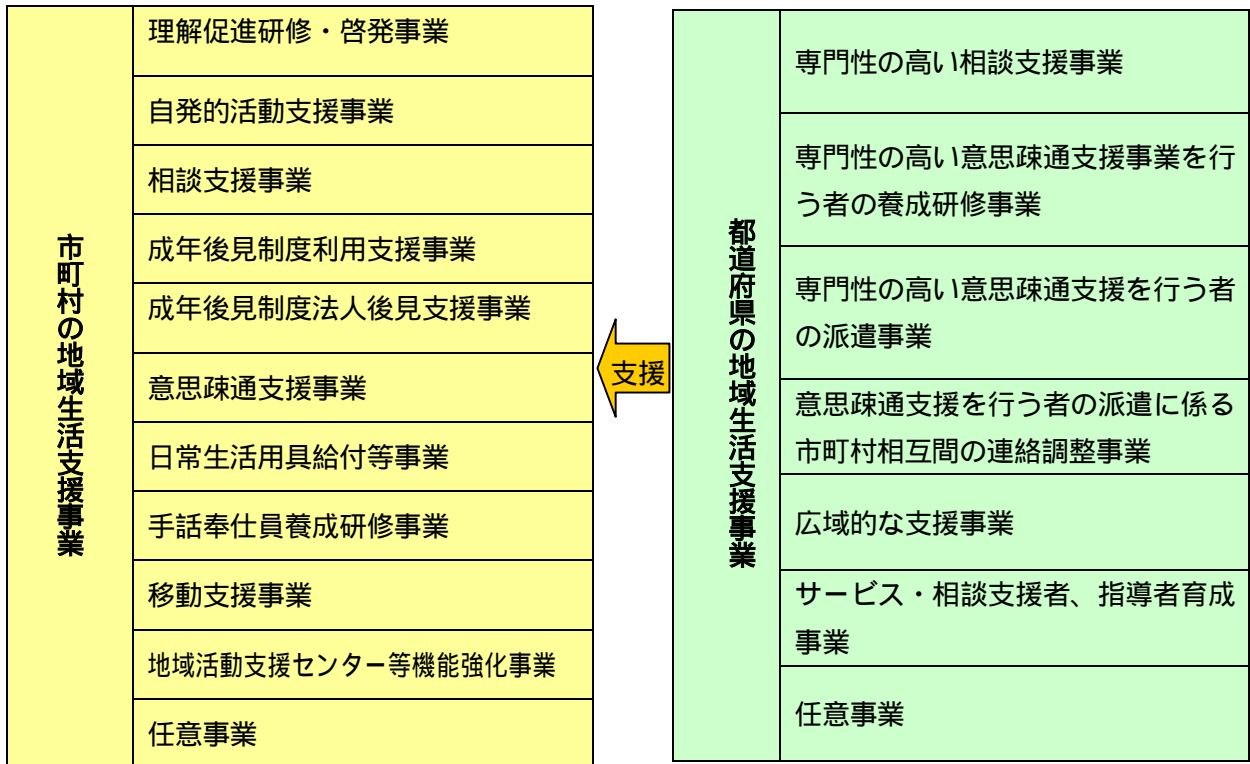 市町村の地域生活支援事業
理解促進研修・啓発事業
自発的活動支援事業
相談支援事業
成年後見制度利用支援事業
成年後見制度法人後見支援事業
意思疎通支援事業
日常生活用具給付等事業
手話奉仕員養成研修事業
移動支援事業
地域活動支援センター等機能強化事業
任意事業
支援
都道府県の地域生活支援事業
専門性の高い相談支援事業
専門性の高い意思疎通支援事業を行
う者の養成研修事業
専門性の高い意思疎通支援を行う者
の派遣事業
意思疎通支援を行う者の派遣に係る
市町村相互間の連絡調整事業
広域的な支援事業
サービス・相談支援者、指導者育成
事業
任意事業